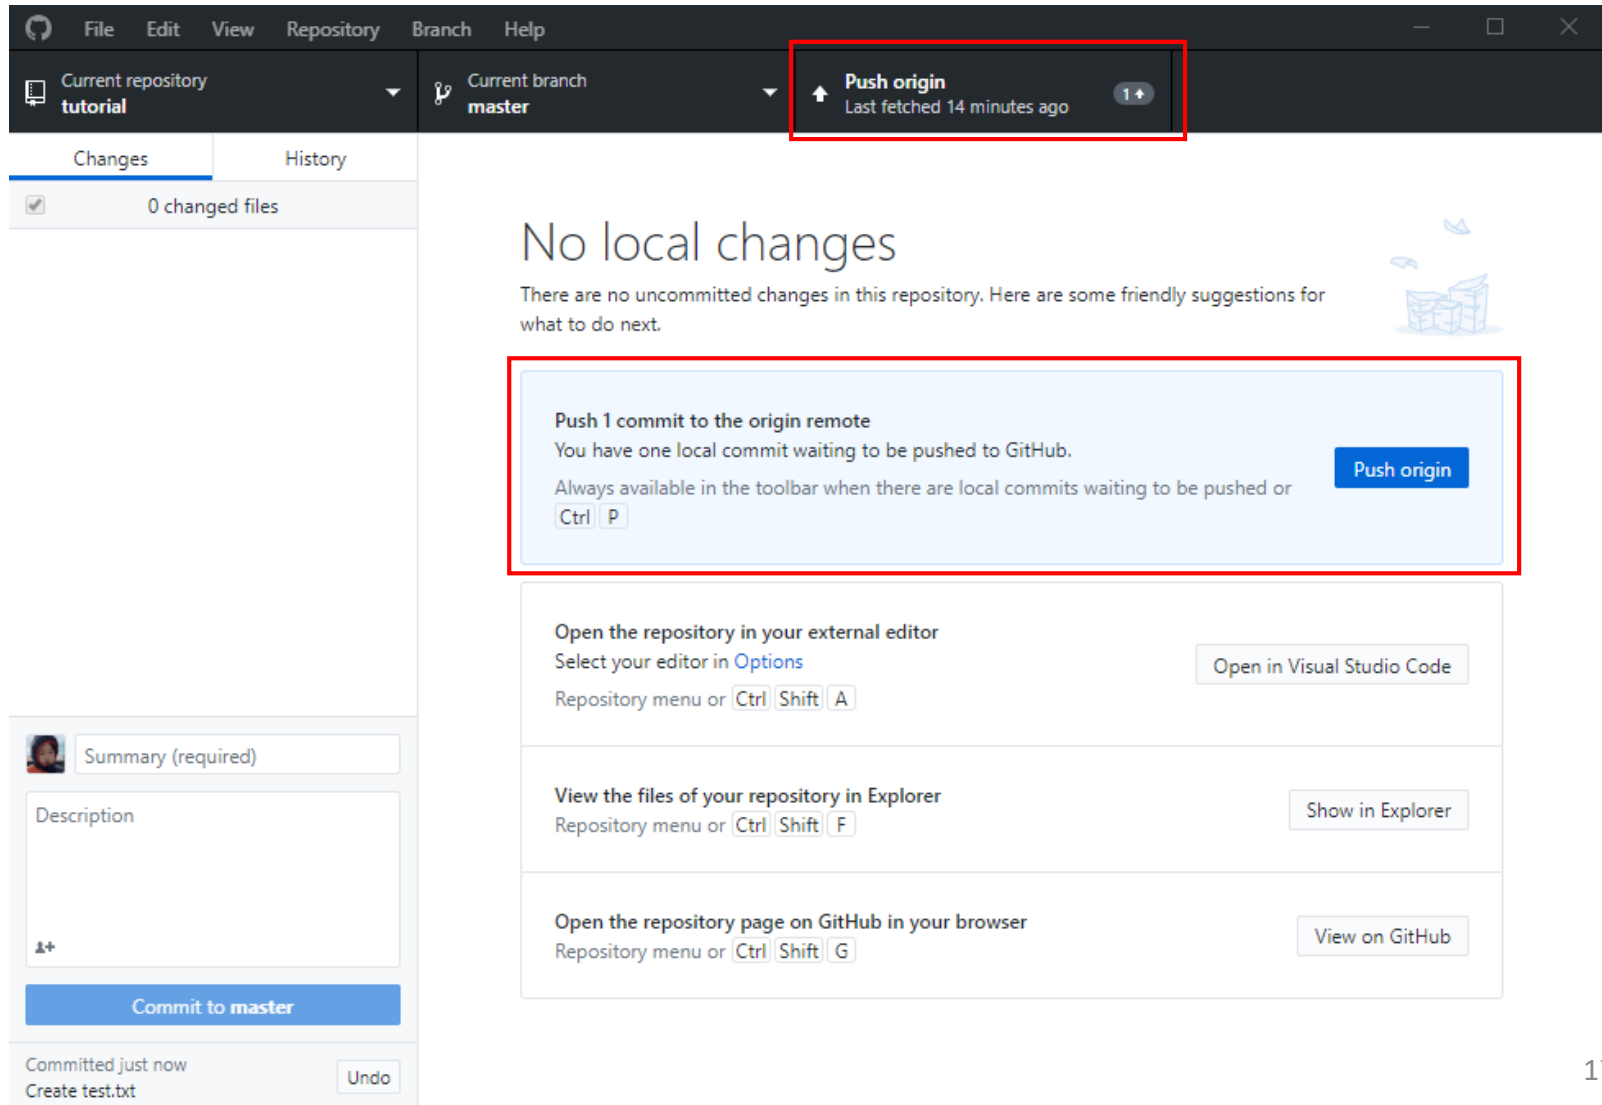 File Edit View Repository Branch Help
Current repository
tutorial
Current branch
master
Push origin
Last fetched 14 minutes ago
1
Changes History
0 changed files
No local changes
There are no uncommitted changes in this repository. Here are some friendly suggestions for
what to do next.
Push 1 commit to the origin remote
You have one local commit waiting to be pushed to GitHub.
Always available in the toolbar when there are local commits waiting to be pushed or
Ctrl P
Push origin
Open the repository in your external editor
Select your editor in Options
Repository menu or Ctrl Shift A
Open in Visual Studio Code
View the files of your repository in Explorer
Repository menu or Ctrl Shift F
Show in Explorer
Open the repository page on GitHub in your browser
Repository menu or Ctrl Shift G
View on GitHub
Summary (required)
Description
Commit to master
Committed just now
Create test.txt
Undo